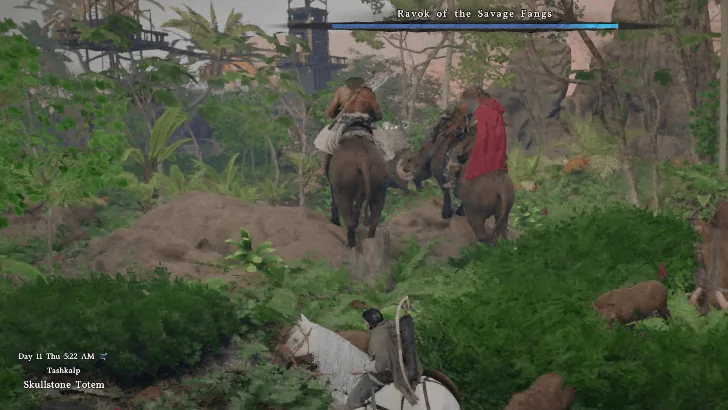 Ravok of the Savage Fangs
Day 11 Thu 5:22 AM
Tashkalp
Skullstone Totem